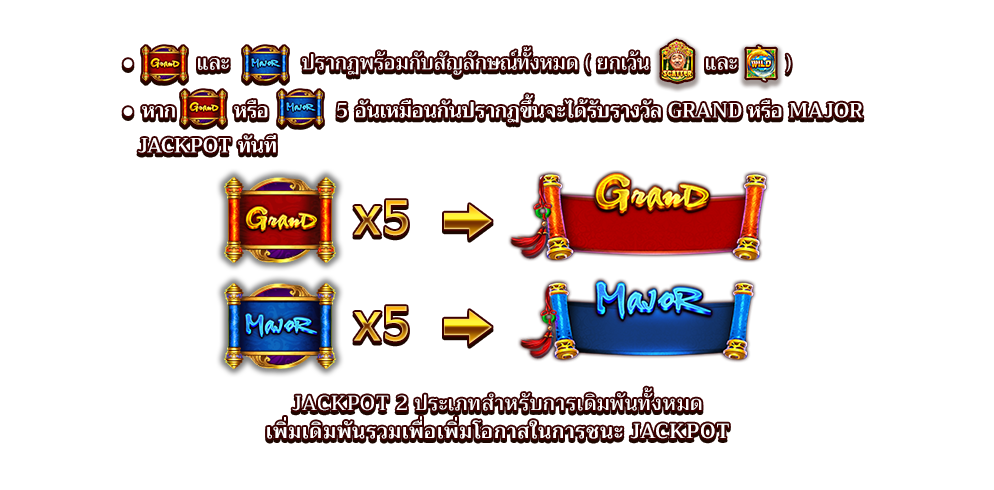 • GRAND และ MAJOR ปรากฏพร้อมกับสัญลักษณ์ทั้งหมด ( ยกเว้น SCATTER และ WILD )
• หาก GRAND หรือ MAJOR 5 อันเหมือนกันปรากฏขึ้นจะได้รับรางวัล GRAND หรือ MAJOR
JACKPOT ทันที
GRAND x5 GRAND
MAJOR x5 MAJOR
JACKPOT 2 ประเภทสำหรับการเดิมพันทั้งหมด
เพิ่มเดิมพันรวมเพื่อเพิ่มโอกาสในการชนะ JACKPOT